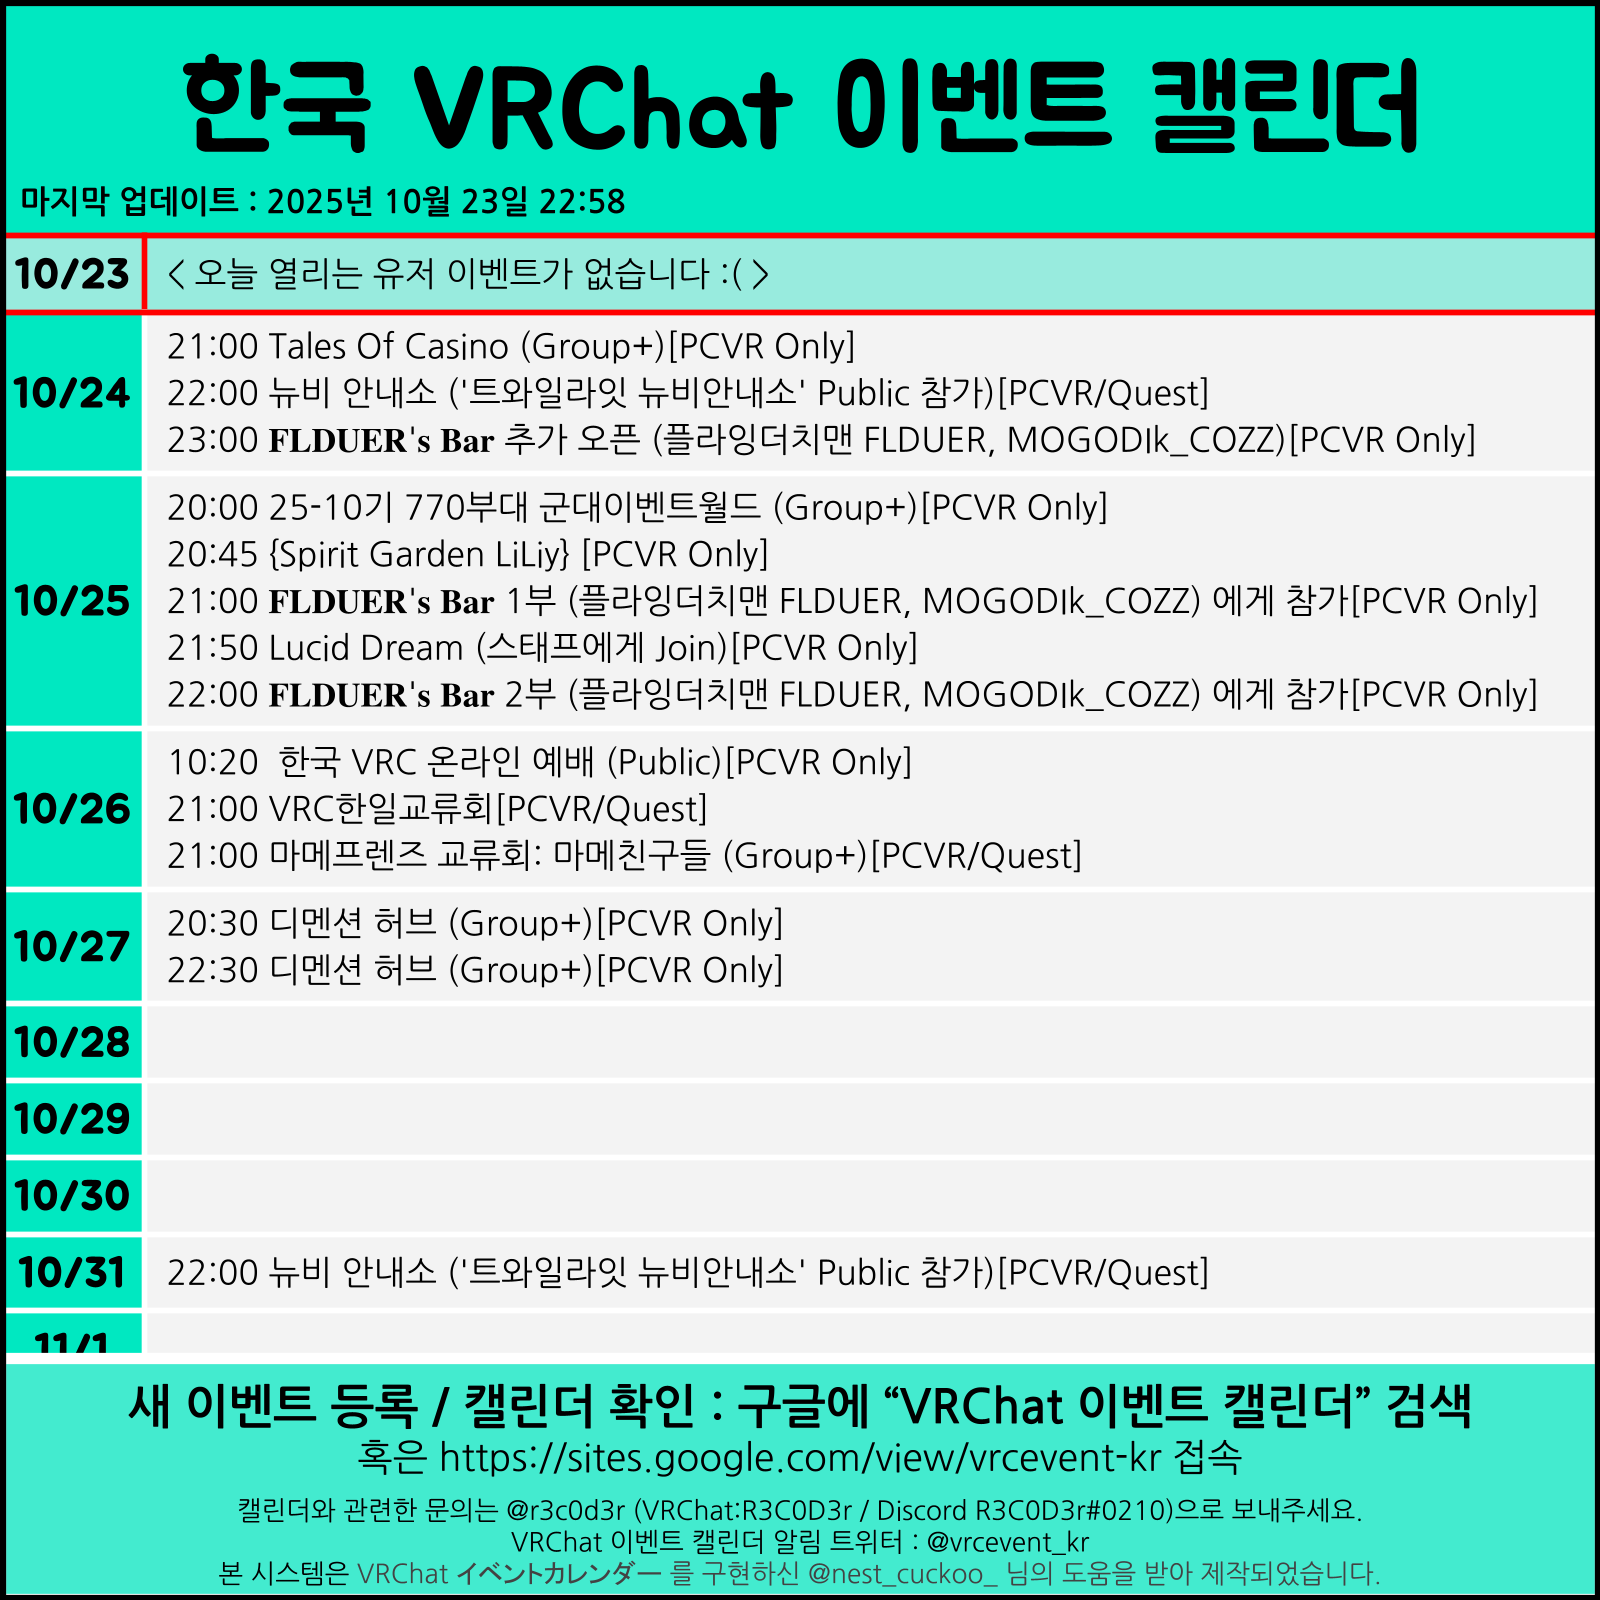 한국 VRChat 이벤트 캘린더
마지막 업데이트 : 2025년 10월 23일 22:58
10/23
< 오늘 열리는 유저 이벤트가 없습니다 :( >
10/24
21:00 Tales Of Casino (Group+)[PCVR Only]
22:00 뉴비 안내소 ('트와일라잇 뉴비안내소' Public 참가)[PCVR/Quest]
23:00 FLDUER's Bar 추가 오픈 (플라잉더치맨 FLDUER, MOGODIk_COZZ)[PCVR Only]
10/25
20:00 25-10기 770부대 군대이벤트월드 (Group+)[PCVR Only]
20:45 {Spirit Garden LiLiy} [PCVR Only]
21:00 FLDUER's Bar 1부 (플라잉더치맨 FLDUER, MOGODIk_COZZ) 에게 참가[PCVR Only]
21:50 Lucid Dream (스태프에게 Join)[PCVR Only]
22:00 FLDUER's Bar 2부 (플라잉더치맨 FLDUER, MOGODIk_COZZ) 에게 참가[PCVR Only]
10/26
10:20  한국 VRC 온라인 예배 (Public)[PCVR Only]
21:00 VRC한일교류회[PCVR/Quest]
21:00 마메프렌즈 교류회: 마메친구들 (Group+)[PCVR/Quest]
10/27
20:30 디멘션 허브 (Group+)[PCVR Only]
22:30 디멘션 허브 (Group+)[PCVR Only]
10/28
10/29
10/30
10/31
22:00 뉴비 안내소 ('트와일라잇 뉴비안내소' Public 참가)[PCVR/Quest]
11/1
새 이벤트 등록 / 캘린더 확인 : 구글에 “VRChat 이벤트 캘린더” 검색
혹은 https://sites.google.com/view/vrcevent-kr 접속
캘린더와 관련한 문의는 @r3c0d3r (VRChat:R3C0D3r / Discord R3C0D3r#0210)으로 보내주세요.
VRChat 이벤트 캘린더 알림 트위터 : @vrcevent_kr
본 시스템은 VRChat イベントカレンダー 를 구현하신 @nest_cuckoo_ 님의 도움을 받아 제작되었습니다.